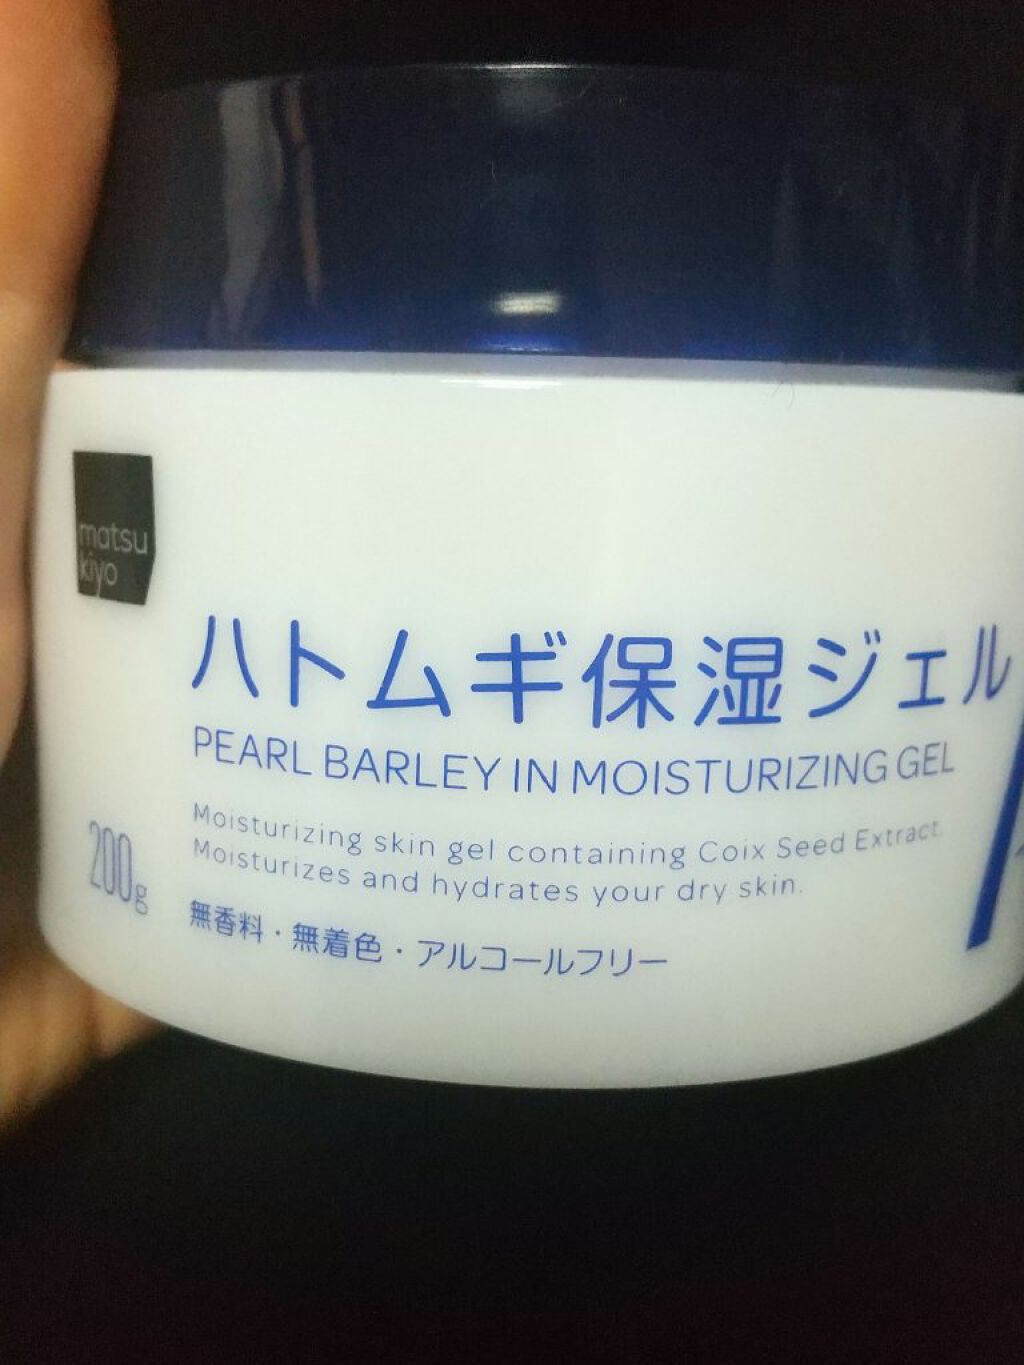 matsu
kiyo
ハトムギ保湿ジェル
PEARL BARLEY IN MOISTURIZING GEL
Moisturizing skin gel containing Coix Seed Extract.
Moisturizes and hydrates your dry skin.
200g
無香料・無着色・アルコールフリー